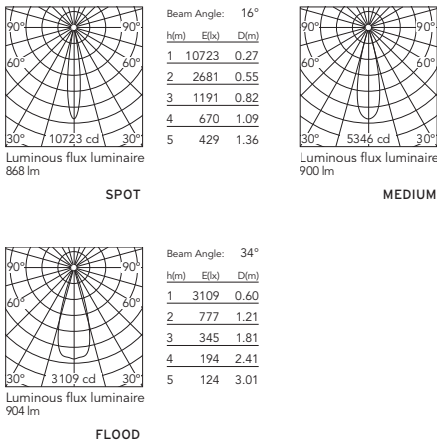 90° 90°
60° 60°
30° 10723 cd 30°
Luminous flux luminaire
868 lm
SPOT
Beam Angle: 16°
h(m) E(lx) D(m)
1 10723 0.27
2 2681 0.55
3 1191 0.82
4 670 1.09
5 429 1.36
90° 90°
60° 60°
30° 5346 cd 30°
Luminous flux luminaire
900 lm
MEDIUM
90° 90°
60° 60°
30° 3109 cd 30°
Luminous flux luminaire
904 lm
FLOOD
Beam Angle: 34°
h(m) E(lx) D(m)
1 3109 0.60
2 777 1.21
3 345 1.81
4 194 2.41
5 124 3.01